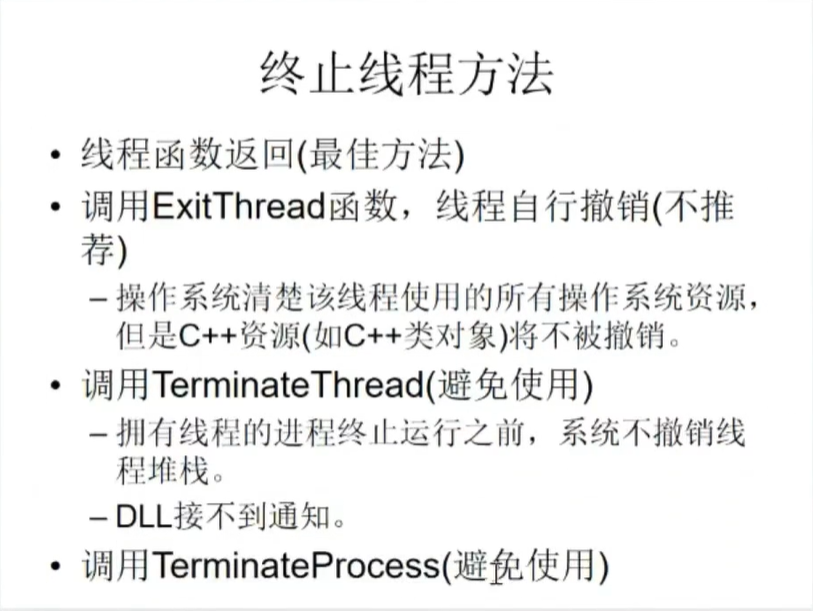 终止线程方法
• 线程函数返回(最佳方法)
• 调用ExitThread函数，线程自行撤销(不推
荐)
– 操作系统清楚该线程使用的所有操作系统资源，
但是C++资源(如C++类对象)将不被撤销。
• 调用TerminateThread(避免使用)
– 拥有线程的进程终止运行之前，系统不撤销线
程堆栈。
– DLL接不到通知。
• 调用TerminateProcess(避免使用)